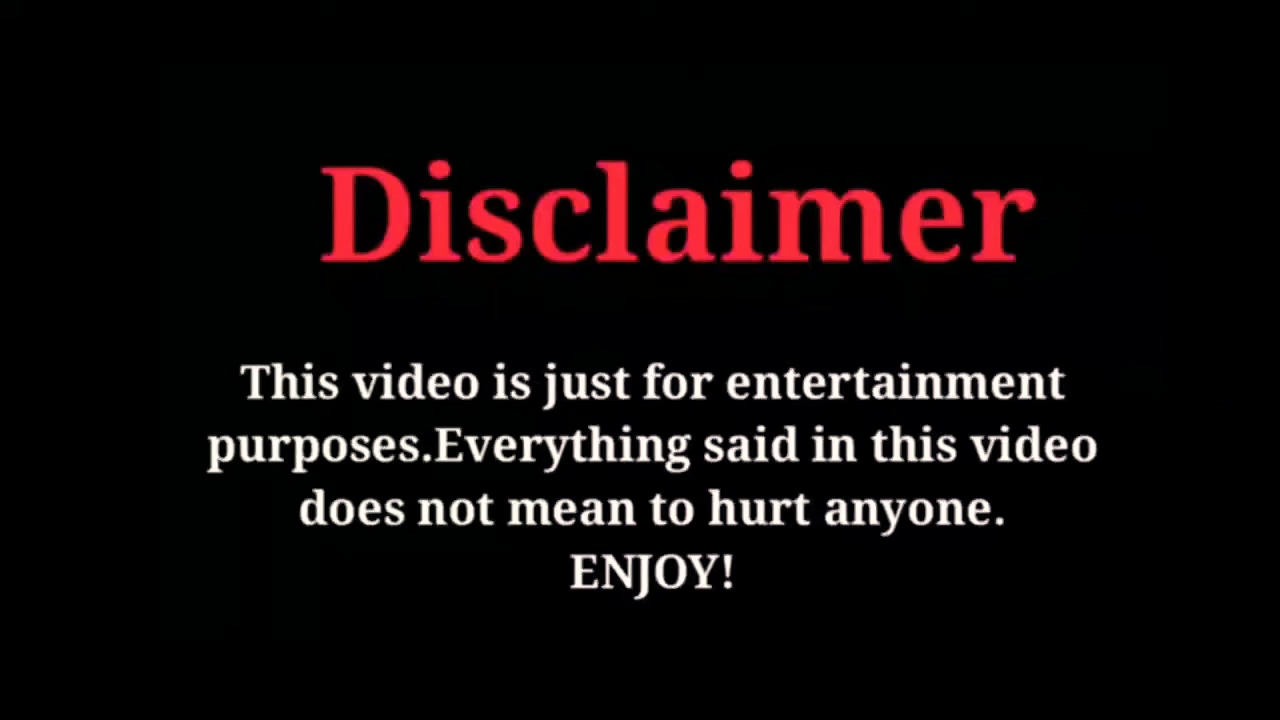 Disclaimer
This video is just for entertainment
purposes.Everything said in this video
does not mean to hurt anyone.
ENJOY!